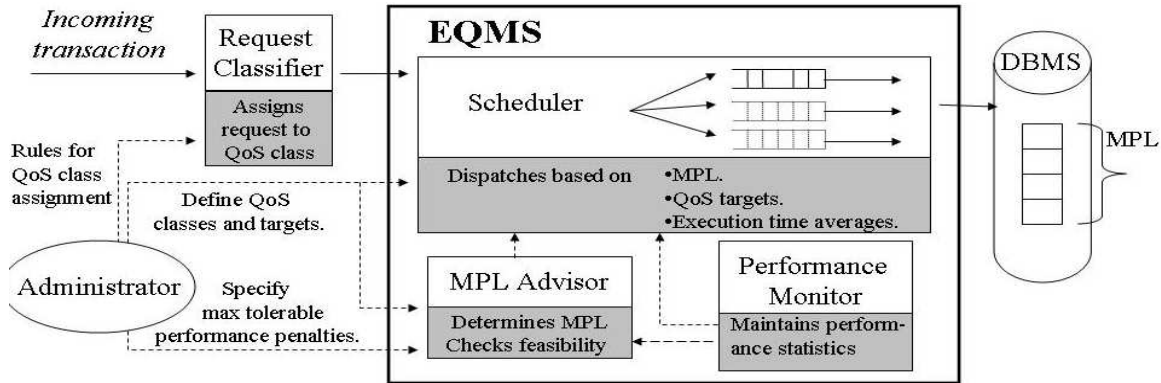 Incoming
transaction
Request
Classifier
Assigns
request to
QoS class
EQMS
Scheduler
Dispatches based on
•MPL.
•QoS targets.
•Execution time averages.
DBMS
MPL
Rules for
QoS class
assignment
Define QoS
classes and targets.
Administrator
Specify
max tolerable
performance penalties.
MPL Advisor
Determines MPL
Checks feasibility
Performance
Monitor
Maintains perform-
ance statistics